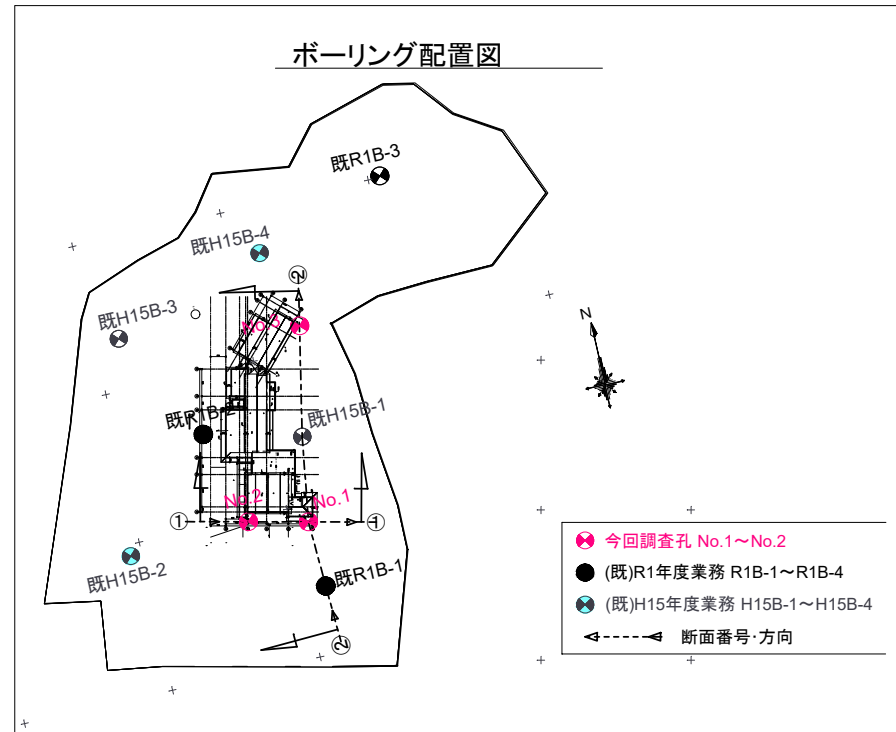 ボーリング配置図
既R1B-3
既H15B-4
②
No.3
既H15B-3
N
既R1B-2
既H15B-1
No.2
No.1
①
①
既H15B-2
既R1B-1
②
今回調査孔 No.1～No.2
(既)R1年度業務 R1B-1～R1B-4
(既)H15年度業務 H15B-1～H15B-4
断面番号・方向